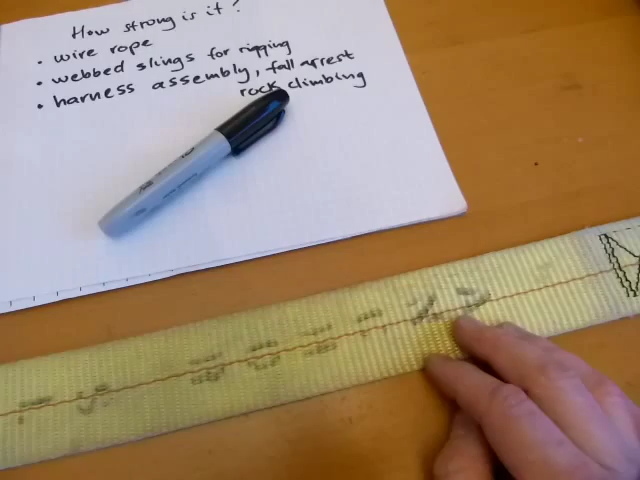 How strong is it?
• wire rope
• webbed slings for rigging
• harness assembly, fall arrest
rock climbing